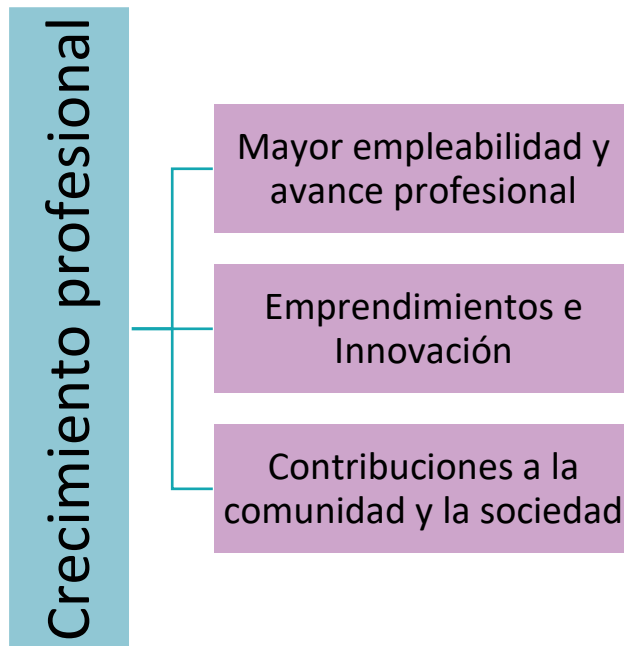 Crecimiento profesional
Mayor empleabilidad y
avance profesional
Emprendimientos e
Innovación
Contribuciones a la
comunidad y la sociedad